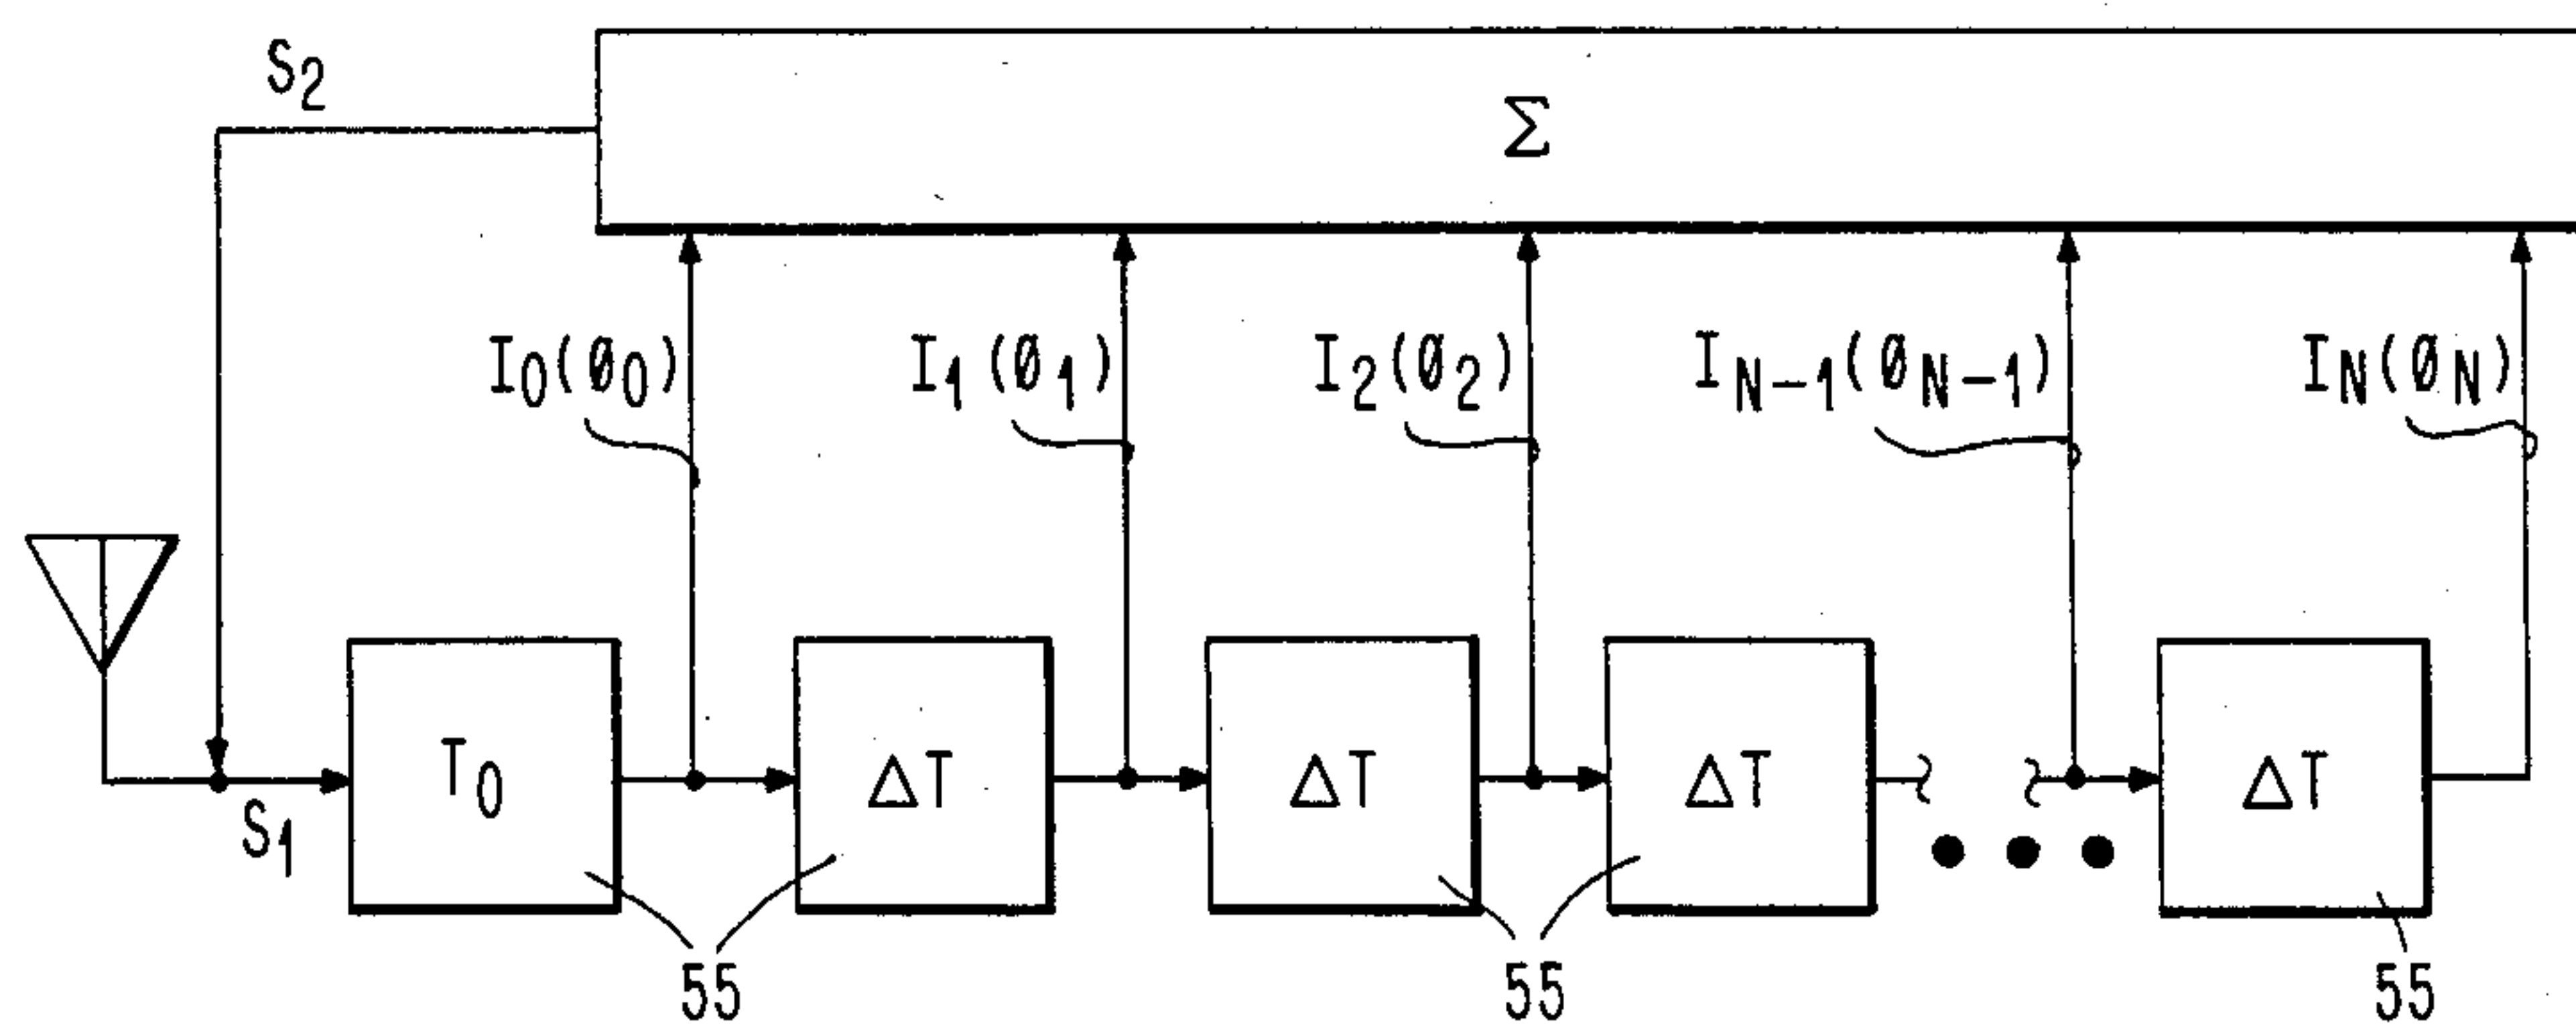 S2
Σ
I0(Ø0)
I1(Ø1)
I2(Ø2)
IN-1(ØN-1)
IN(ØN)
S1
T0
ΔT
ΔT
ΔT
ΔT
55
55
55